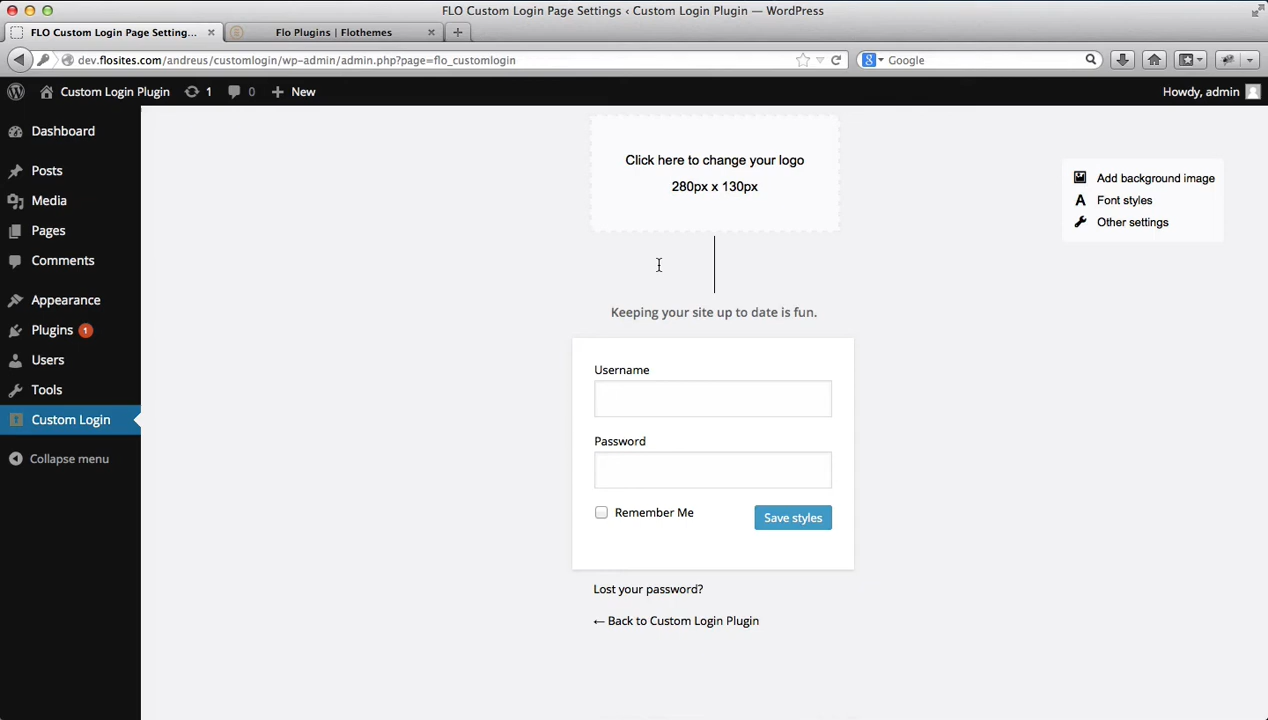 FLO Custom Login Page Settings ‹ Custom Login Plugin — WordPress
FLO Custom Login Page Setting...
Flo Plugins | Flothemes
dev.flosites.com/andreus/customlogin/wp-admin/admin.php?page=flo_customlogin
Google
Custom Login Plugin 1 0 New
Howdy, admin
Dashboard
Posts
Media
Pages
Comments
Appearance
Plugins 1
Users
Tools
Custom Login
Collapse menu
Click here to change your logo
280px x 130px
Keeping your site up to date is fun.
Username
Password
Remember Me
Save styles
Lost your password?
← Back to Custom Login Plugin
Add background image
Font styles
Other settings